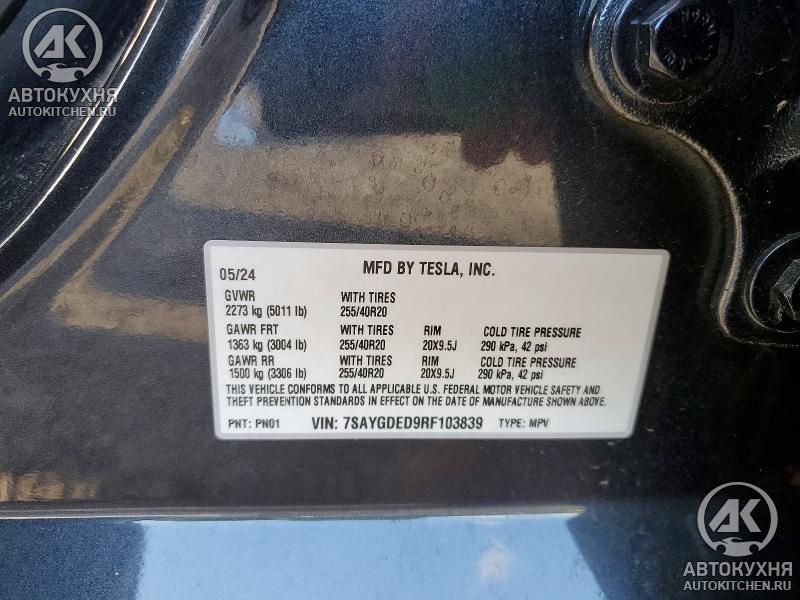 AK
АВТОКУХНЯ
AUTOKITCHEN.RU
05/24 MFD BY TESLA, INC.
GVWR WITH TIRES
2273 kg (5011 lb) 255/40R20
GAWR FRT WITH TIRES RIM COLD TIRE PRESSURE
1363 kg (3004 lb) 255/40R20 20X9.5J 290 kPa, 42 psi
GAWR RR WITH TIRES RIM COLD TIRE PRESSURE
1500 kg (3306 lb) 255/40R20 20X9.5J 290 kPa, 42 psi
THIS VEHICLE CONFORMS TO ALL APPLICABLE U.S. FEDERAL MOTOR VEHICLE SAFETY AND
THEFT PREVENTION STANDARDS IN EFFECT ON THE DATE OF MANUFACTURE SHOWN ABOVE.
PNT: PN01 VIN: 7SAYGDED9RF103839 TYPE: MPV
AK
АВТОКУХНЯ
AUTOKITCHEN.RU